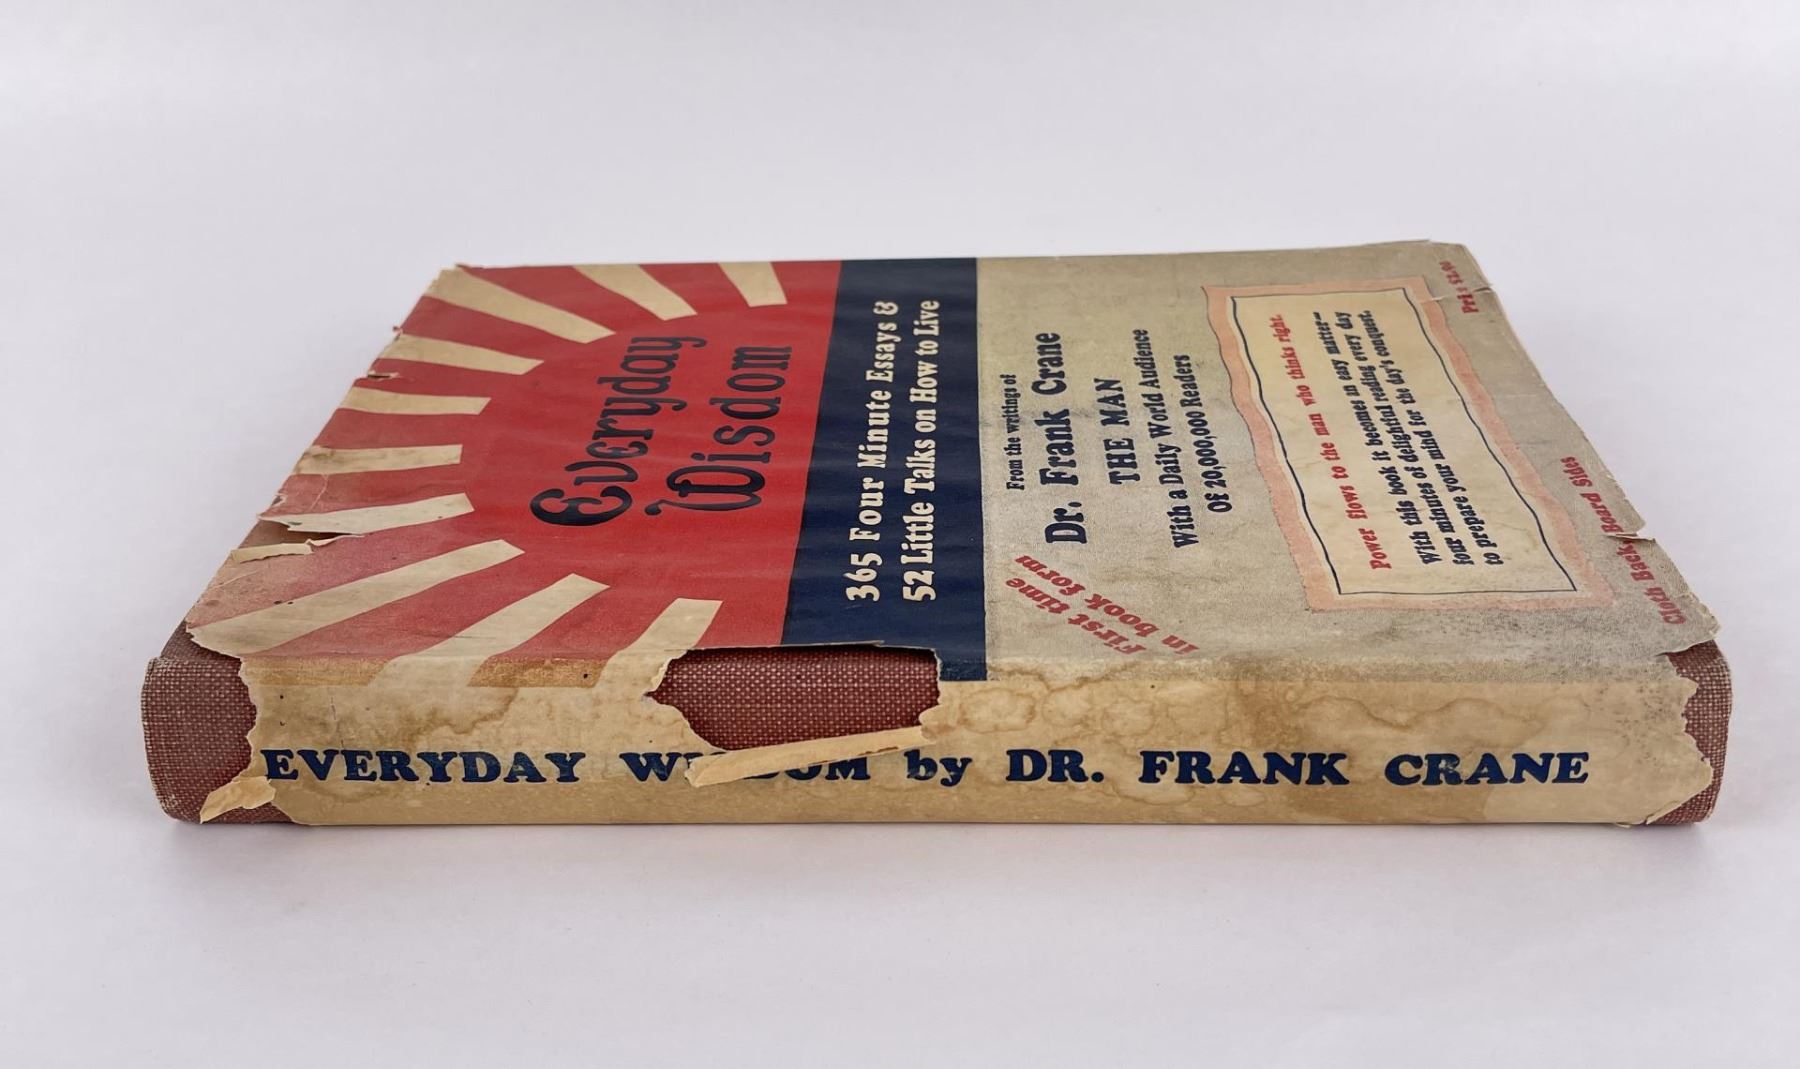 Everyday
Wisdom
365 Four Minute Essays &
52 Little Talks on How to Live
From the writings of
Dr. Frank Crane
THE MAN
With a Daily World Audience
Of 20,000,000 Readers
First time
in book form
Power flows to the man who thinks right.
With this book it becomes an easy matter—
four minutes of delightful reading every day
to prepare your mind for the day's conquest.
Cloth Back, Board Sides
EVERYDAY WISDOM by DR. FRANK CRANE